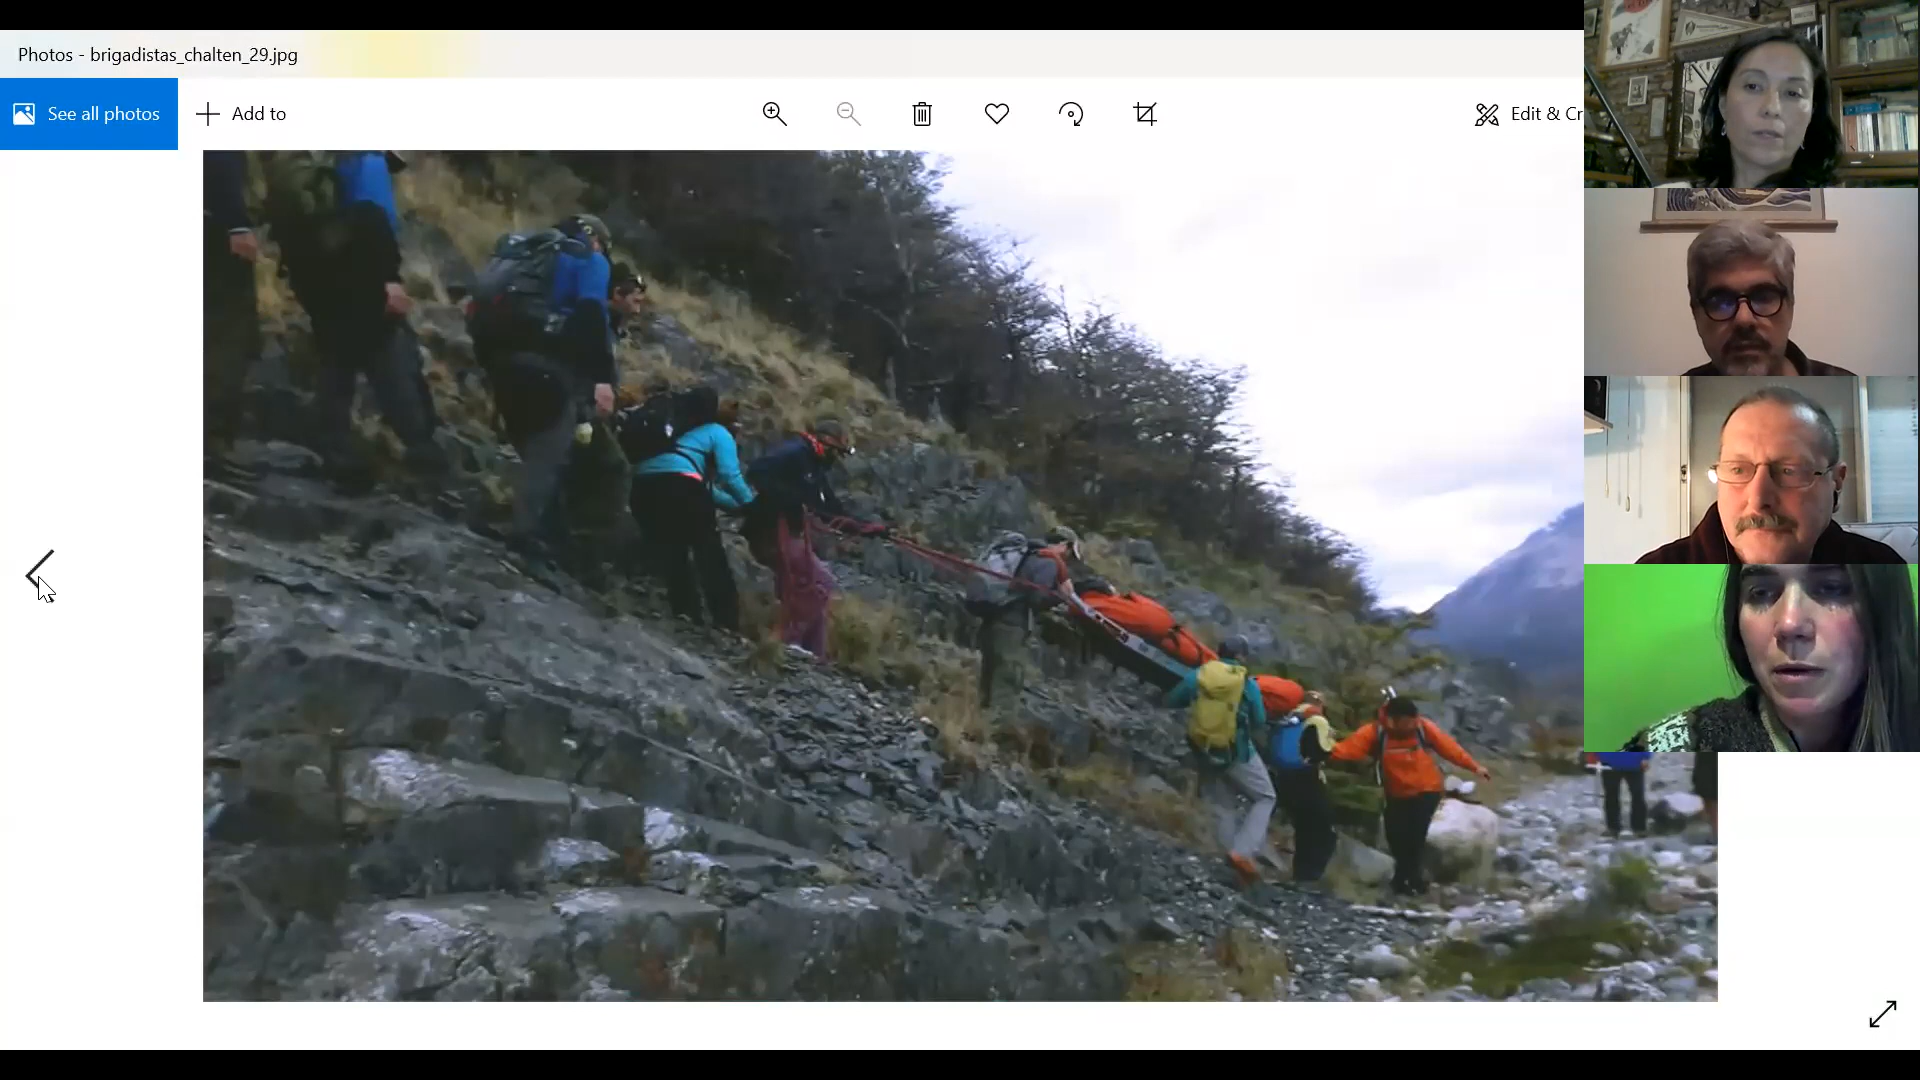 Photos - brigadistas_chalten_29.jpg
See all photos
Add to
Edit & Cr